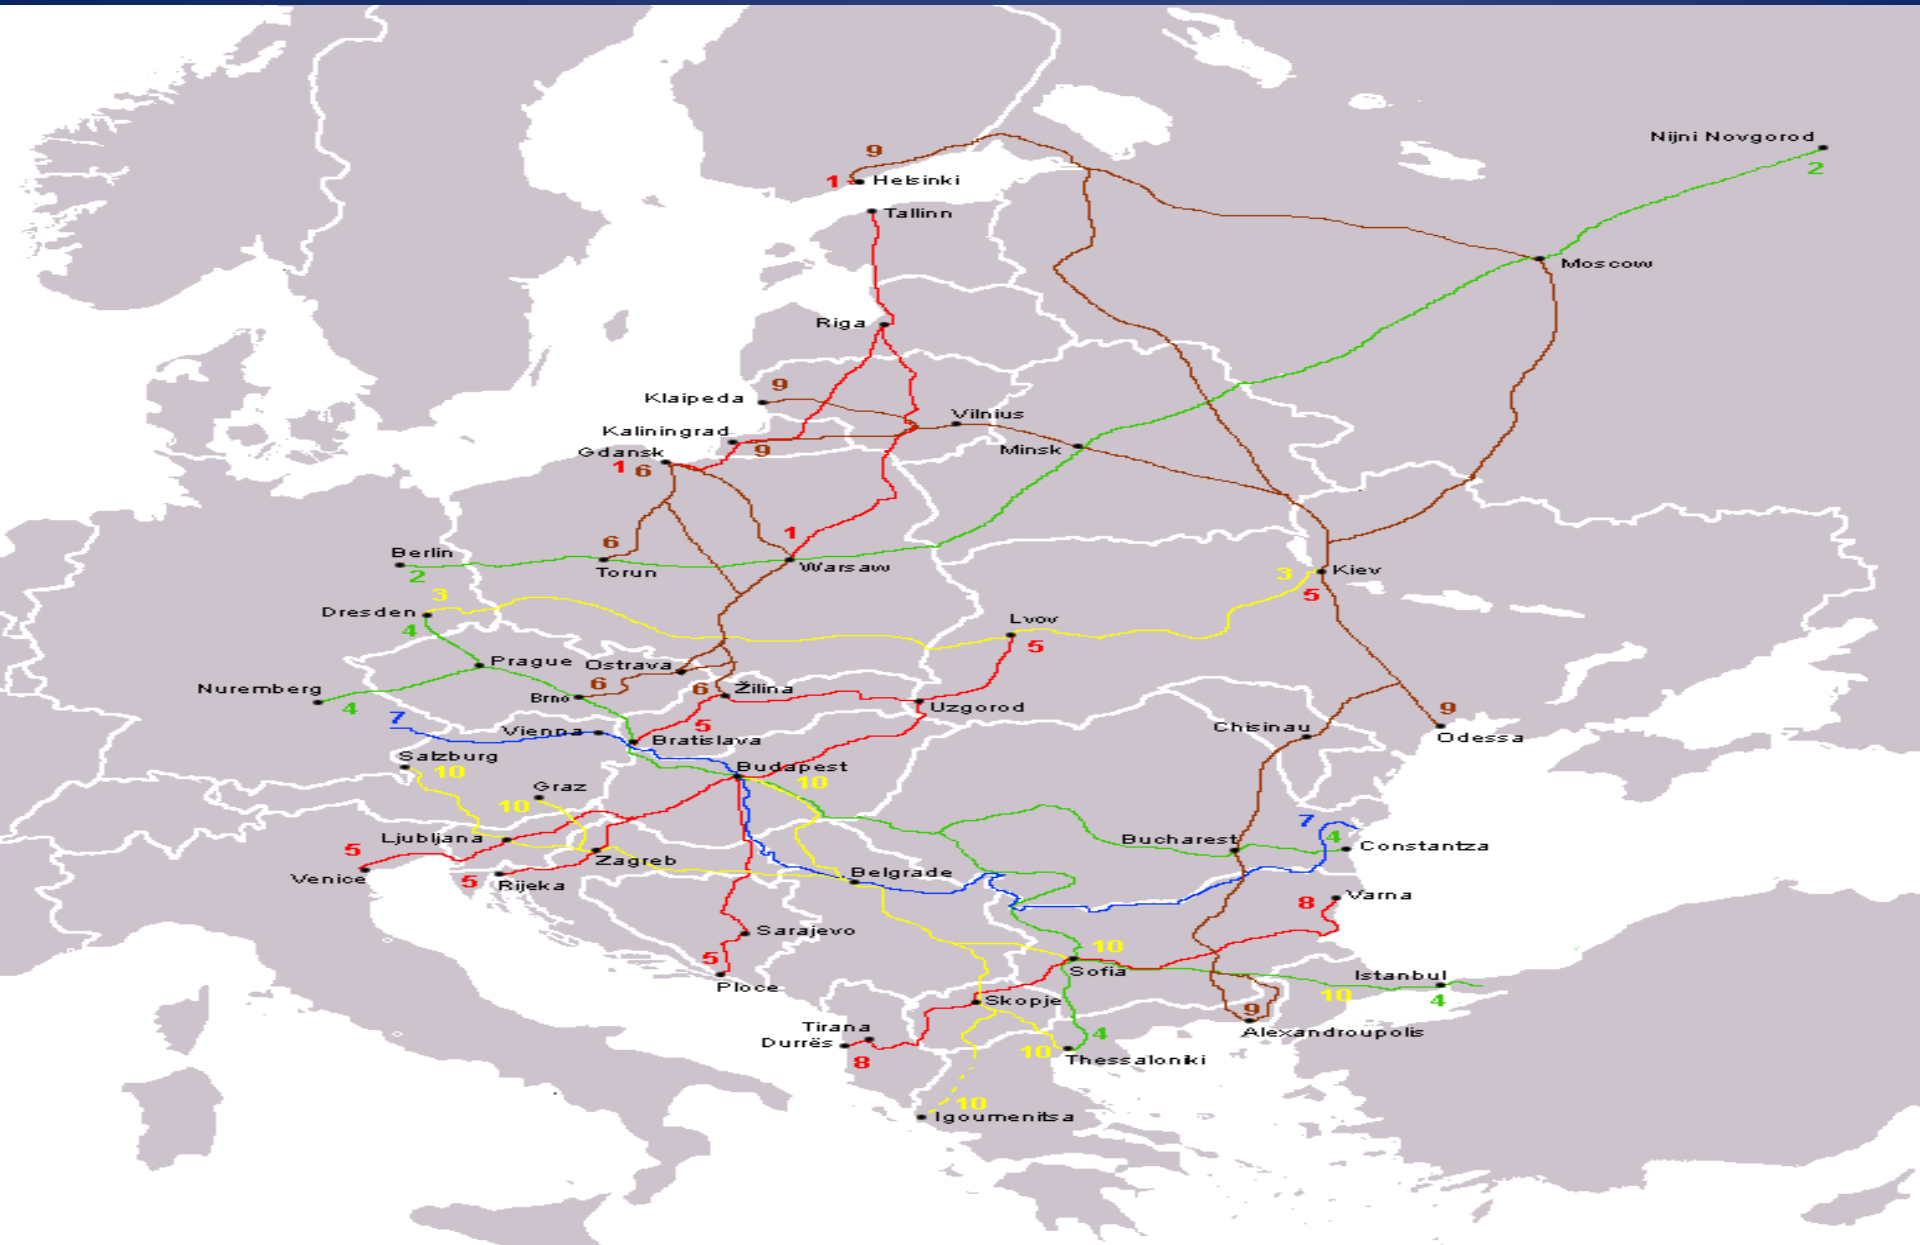 Nijni Novgorod
2
9
1 Helsinki
Tallinn
Moscow
Riga
9
Klaipeda
Vilnius
Kaliningrad
Gdansk
9
Minsk
1 6
1
6
Berlin
Torun
Warsaw
2
3
Kiev
3
5
Dresden
4
Lvov
5
Prague
Ostrava
Nuremberg
6
6
Žilina
Brno
4
Uzgorod
9
7
5
Vienna
Bratislava
Chisinau
Odessa
Salzburg
10
Budapest
10
Graz
10
7
4
Ljubljana
Bucharest
Constantza
5
Zagreb
Venice
5
Rijeka
Belgrade
Varna
8
Sarajevo
10
5
Sofia
Istanbul
Ploce
10
4
Skopje
9
Tirana
Alexandroupolis
Durrës
4
10
8
Thessaloniki
10
Igoumenitsa